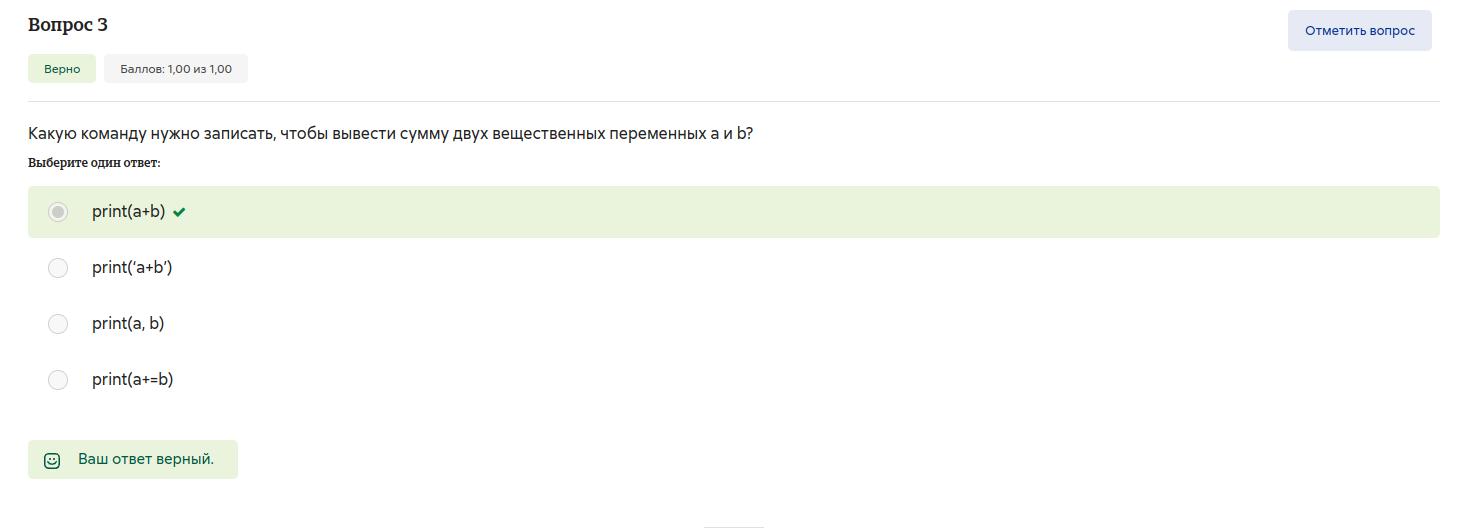 Вопрос 3
Отметить вопрос
Верно
Баллов: 1,00 из 1,00
Какую команду нужно записать, чтобы вывести сумму двух вещественных переменных a и b?
Выберите один ответ:
print(a+b)
print(‘a+b’)
print(a, b)
print(a+=b)
Ваш ответ верный.